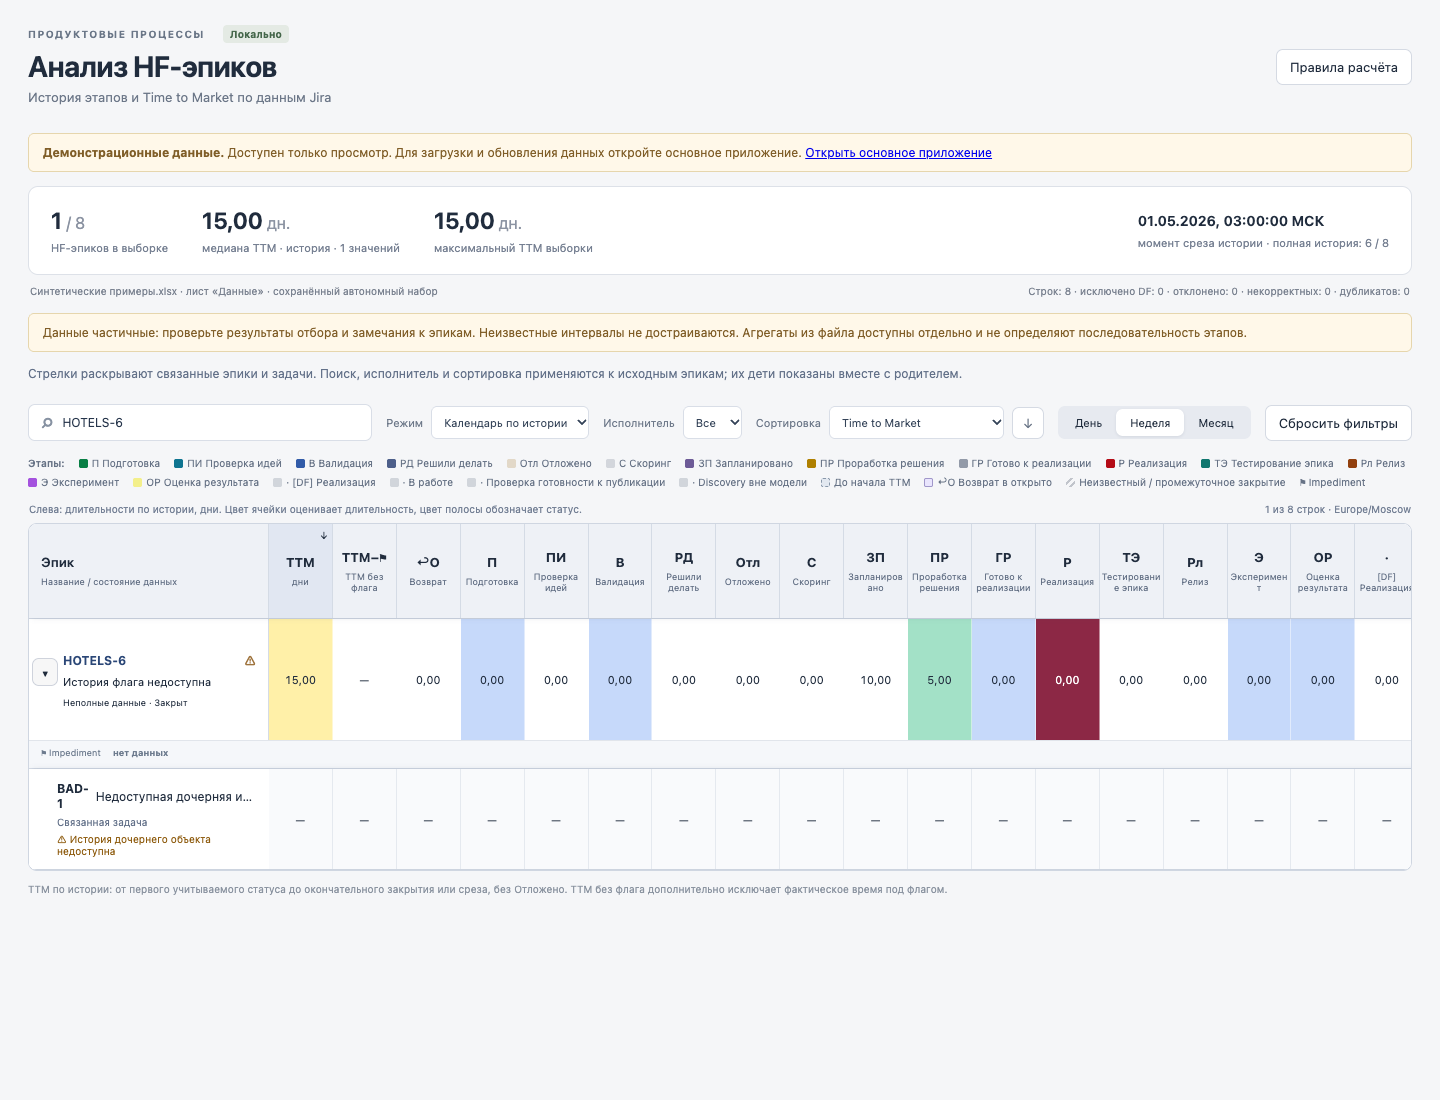 ПРОДУКТОВЫЕ ПРОЦЕССЫ Локально
Анализ HF-эпиков
История этапов и Time to Market по данным Jira
Правила расчёта
Демонстрационные данные. Доступен только просмотр. Для загрузки и обновления данных откройте основное приложение. Открыть основное приложение
1 / 8
HF-эпиков в выборке
15,00 дн.
медиана TTM · история · 1 значений
15,00 дн.
максимальный TTM выборки
01.05.2026, 03:00:00 МСК
момент среза истории · полная история: 6 / 8
Синтетические примеры.xlsx · лист «Данные» · сохранённый автономный набор
Строк: 8 · исключено DF: 0 · отклонено: 0 · некорректных: 0 · дубликатов: 0
Данные частичные: проверьте результаты отбора и замечания к эпикам. Неизвестные интервалы не достраиваются. Агрегаты из файла доступны отдельно и не определяют последовательность этапов.
Стрелки раскрывают связанные эпики и задачи. Поиск, исполнитель и сортировка применяются к исходным эпикам; их дети показаны вместе с родителем.
HOTELS-6 Режим Календарь по истории Исполнитель Все Сортировка Time to Market ↓ День Неделя Месяц Сбросить фильтры
Этапы: П Подготовка ПИ Проверка идей В Валидация РД Решили делать Отл Отложено С Скоринг ЗП Запланировано ПР Проработка решения ГР Готово к реализации Р Реализация ТЭ Тестирование эпика Рл Релиз
Э Эксперимент ОР Оценка результата · [DF] Реализация · В работе · Проверка готовности к публикации · Discovery вне модели До начала TTM ↩О Возврат в открыто Неизвестный / промежуточное закрытие ⚑ Impediment
Слева: длительности по истории, дни. Цвет ячейки оценивает длительность, цвет полосы обозначает статус.
1 из 8 строк · Europe/Moscow
Эпик
Название / состояние данных
↓
TTM
дни
TTM−⚑
TTM без
флага
↩О
Возврат
П
Подготовка
ПИ
Проверка
идей
В
Валидация
РД
Решили
делать
Отл
Отложено
С
Скоринг
ЗП
Запланиров
ано
ПР
Проработка
решения
ГР
Готово к
реализации
Р
Реализация
ТЭ
Тестировани
е эпика
Рл
Релиз
Э
Эксперимен
т
ОР
Оценка
результата
·
[DF]
Реализация
▾
HOTELS-6 ⚠
История флага недоступна
Неполные данные · Закрыт
15,00 — 0,00 0,00 0,00 0,00 0,00 0,00 0,00 10,00 5,00 0,00 0,00 0,00 0,00 0,00 0,00 0,00
⚑ Impediment нет данных
BAD-
1
Недоступная дочерняя и…
Связанная задача
⚠ История дочернего объекта
недоступна
— — — — — — — — — — — — — — — — — —
TTM по истории: от первого учитываемого статуса до окончательного закрытия или среза, без Отложено. TTM без флага дополнительно исключает фактическое время под флагом.